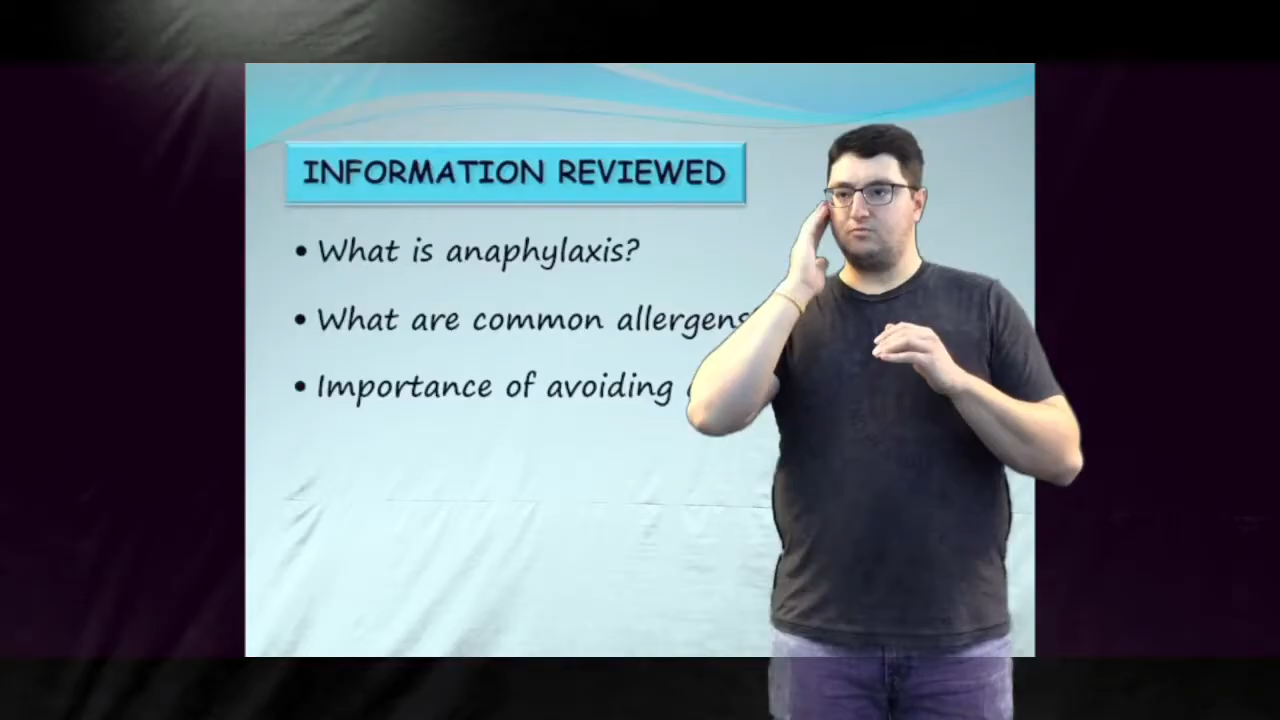 INFORMATION REVIEWED
• What is anaphylaxis?
• What are common allergens?
• Importance of avoiding